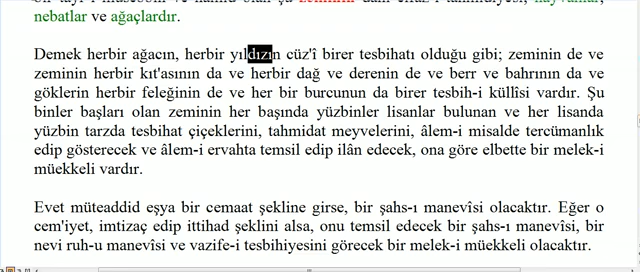 nebatlar ve ağaçlardır.
Demek herbir ağacın, herbir yıldızın cüz'î birer tesbihatı olduğu gibi; zeminin de ve
zeminin herbir kıt'asının da ve herbir dağ ve derenin de ve berr ve bahrının da ve
göklerin herbir feleğinin de ve her bir burcunun da birer tesbih-i küllîsi vardır. Şu
binler başları olan zeminin her başında yüzbinler lisanlar bulunan ve her lisanda
yüzbin tarzda tesbihat çiçeklerini, tahmidat meyvelerini, âlem-i misalde tercümanlık
edip gösterecek ve âlem-i ervahta temsil edip ilân edecek, ona göre elbette bir melek-i
müekkeli vardır.
Evet müteaddid eşya bir cemaat şekline girse, bir şahs-ı manevîsi olacaktır. Eğer o
cem'iyet, imtizaç edip ittihad şeklini alsa, onu temsil edecek bir şahs-ı manevîsi, bir
nevi ruh-u manevîsi ve vazife-i tesbihiyesini görecek bir melek-i müekkeli olacaktır.